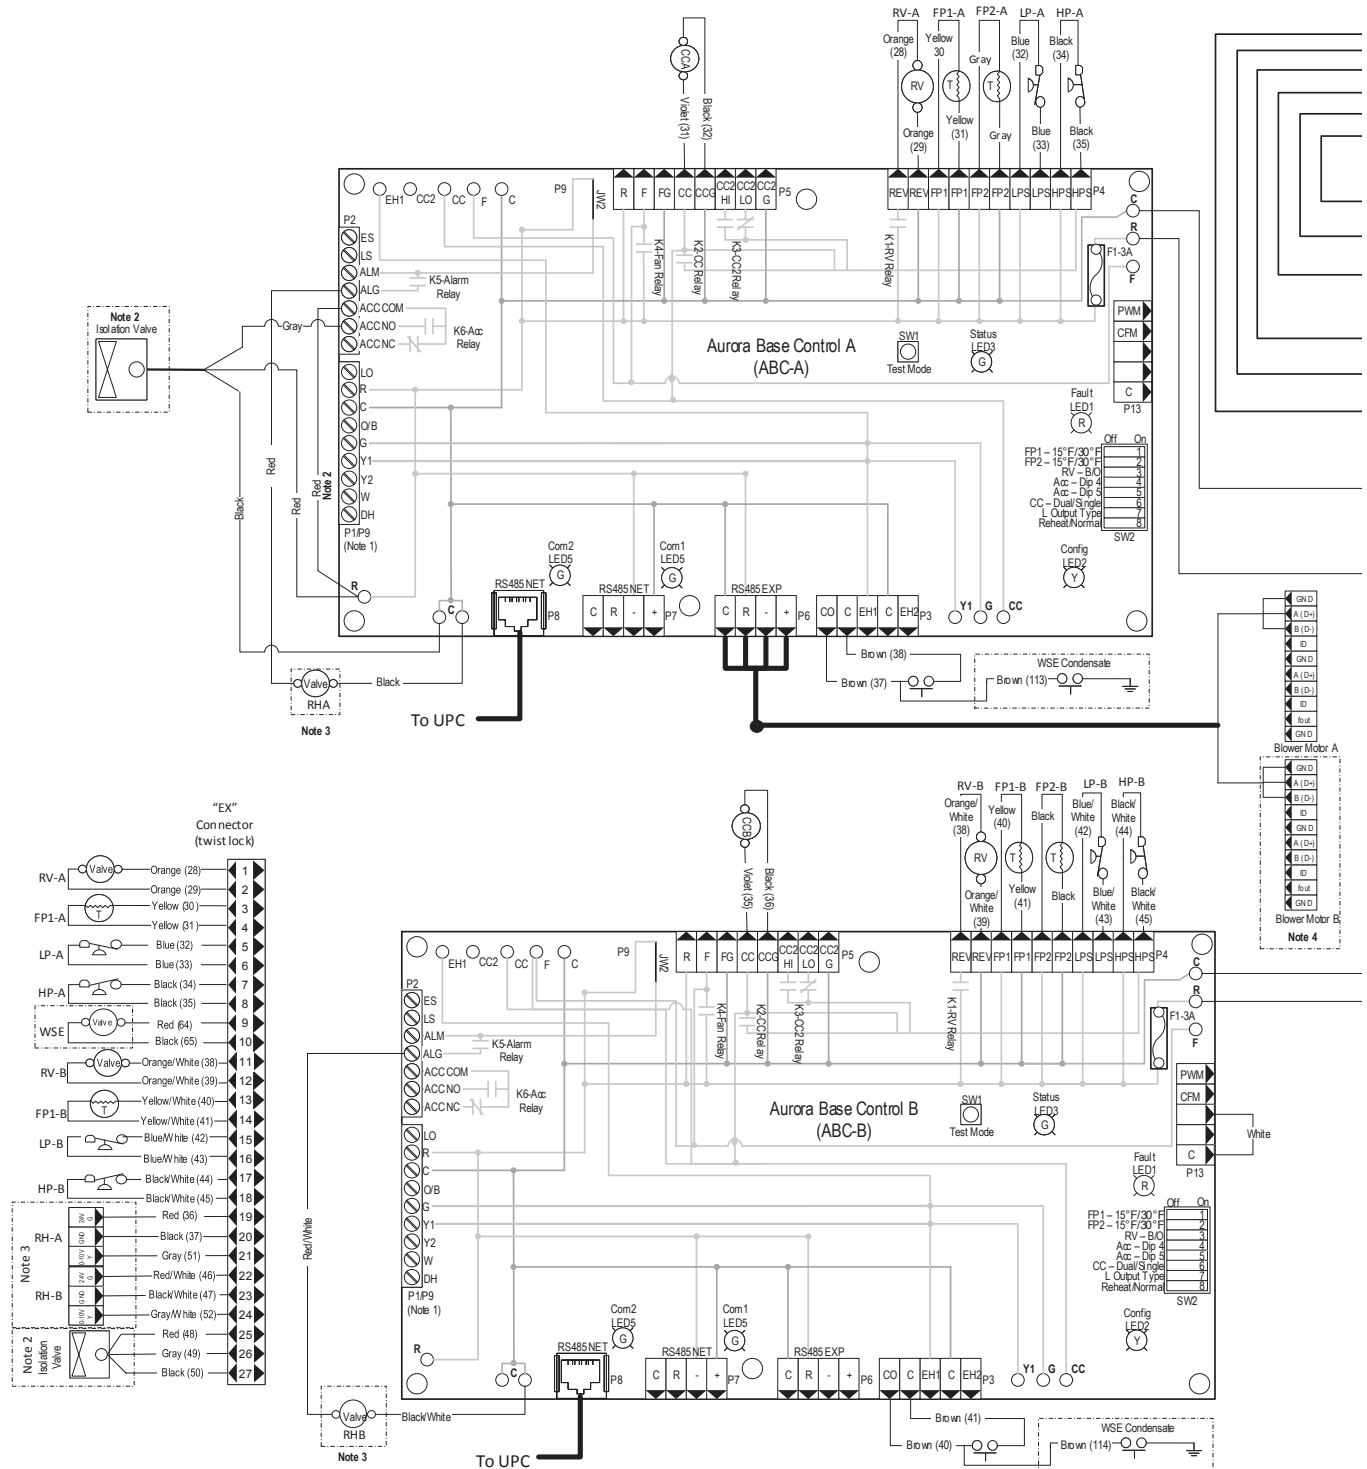 RV-A FP1-A FP2-A LP-A HP-A
Orange (28)
Yellow 30
Gray
Blue (32)
Black (34)
CCA
RV
T
T
Violet (31)
Black (32)
Orange (29)
Yellow (31)
Gray
Blue (33)
Black (35)
EH1 CC2 CC F C
P9
JW2
R F FG CC CCG CC2 HI CC2 LO CC2 G P5
REV REV FP1 FP1 FP2 FP2 LPS LPS HPS HPS P4
P2
ES
LS
ALM
ALG
ACC COM
ACC NO
ACC NC
K5-Alarm Relay
K6-Acc Relay
K4-Fan Relay
K2-CC Relay
K3-CC2 Relay
K1-RV Relay
C
R
F1-3A
F
PWM
CFM
C
P13
Note 2
Isolation Valve
Gray
Aurora Base Control A
(ABC-A)
SW1
Test Mode
Status
LED3
G
Fault
LED1
R
LO
R
C
O/B
G
Y1
Y2
W
DH
P1/P9
(Note 1)
Red
Black
Red
Red
Note 2
Off On
FP1 – 15°F/30°F 1
FP2 – 15°F/30°F 2
RV – B/O 3
Acc – Dip 4 4
Acc – Dip 5 5
CC – Dual/Single 6
L Output Type 7
Reheat/Normal 8
SW2
Config
LED2
Y
R
C
Com2
LED5
G
Com1
LED5
G
RS485 NET
P8
RS485 NET
C R - + P7
RS485 EXP
C R - + P6
CO C EH1 C EH2 P3
Y1 G CC
Brown (38)
Brown (37)
WSE Condensate
Brown (113)
Valve
RHA
Black
Note 3
To UPC
GND
A (D+)
B (D-)
ID
GND
A (D+)
B (D-)
ID
fout
GND
Blower Motor A
GND
A (D+)
B (D-)
ID
GND
A (D+)
B (D-)
ID
fout
GND
Blower Motor B
Note 4
"EX"
Connector
(twist lock)
RV-A Valve Orange (28) 1
Orange (29) 2
FP1-A T Yellow (30) 3
Yellow (31) 4
LP-A Blue (32) 5
Blue (33) 6
HP-A Black (34) 7
Black (35) 8
WSE Valve Red (64) 9
Black (65) 10
RV-B Valve Orange/White (38) 11
Orange/White (39) 12
FP1-B T Yellow/White (40) 13
Yellow/White (41) 14
LP-B Blue/White (42) 15
Blue/White (43) 16
HP-B Black/White (44) 17
Black/White (45) 18
Note 3
RH-A 24V G Red (36) 19
GND Black (37) 20
0-10V Y Gray (51) 21
RH-B 24V G Red/White (46) 22
GND Black/White (47) 23
0-10V Y Gray/White (52) 24
Note 2
Isolation Valve
Red (48) 25
Gray (49) 26
Black (50) 27
RV-B FP1-B FP2-B LP-B HP-B
Orange/White (38)
Yellow (40)
Black
Blue/White (42)
Black/White (44)
CCB
RV
T
T
Violet (35)
Black (36)
Orange/White (39)
Yellow (41)
Black
Blue/White (43)
Black/White (45)
EH1 CC2 CC F C
P9
JW2
R F FG CC CCG CC2 HI CC2 LO CC2 G P5
REV REV FP1 FP1 FP2 FP2 LPS LPS HPS HPS P4
P2
ES
LS
ALM
ALG
ACC COM
ACC NO
ACC NC
K5-Alarm Relay
K6-Acc Relay
K4-Fan Relay
K2-CC Relay
K3-CC2 Relay
K1-RV Relay
C
R
F1-3A
F
PWM
CFM
C
P13
White
Aurora Base Control B
(ABC-B)
SW1
Test Mode
Status
LED3
G
Fault
LED1
R
LO
R
C
O/B
G
Y1
Y2
W
DH
P1/P9
(Note 1)
Red/White
Off On
FP1 – 15°F/30°F 1
FP2 – 15°F/30°F 2
RV – B/O 3
Acc – Dip 4 4
Acc – Dip 5 5
CC – Dual/Single 6
L Output Type 7
Reheat/Normal 8
SW2
Config
LED2
Y
R
C
Com2
LED5
G
Com1
LED5
G
RS485 NET
P8
RS485 NET
C R - + P7
RS485 EXP
C R - + P6
CO C EH1 C EH2 P3
Y1 G CC
Brown (41)
Brown (40)
WSE Condensate
Brown (114)
Valve
RHB
Black/White
Note 3
To UPC